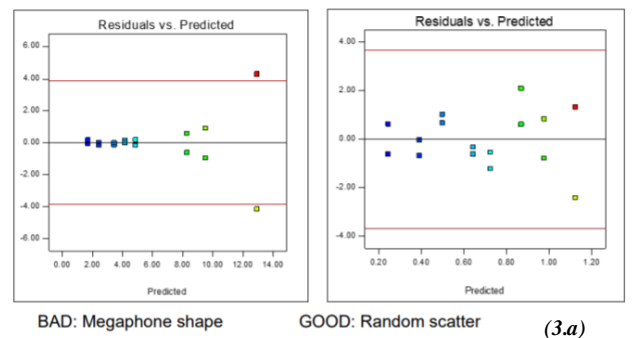 Residuals vs. Predicted
6.00
4.00
2.00
0.00
-2.00
-4.00
-6.00
0.00 2.00 4.00 6.00 8.00 10.00 12.00 14.00
Predicted
Residuals vs. Predicted
4.00
2.00
0.00
-2.00
-4.00
0.20 0.40 0.60 0.80 1.00 1.20
Predicted
BAD: Megaphone shape
GOOD: Random scatter
(3.a)